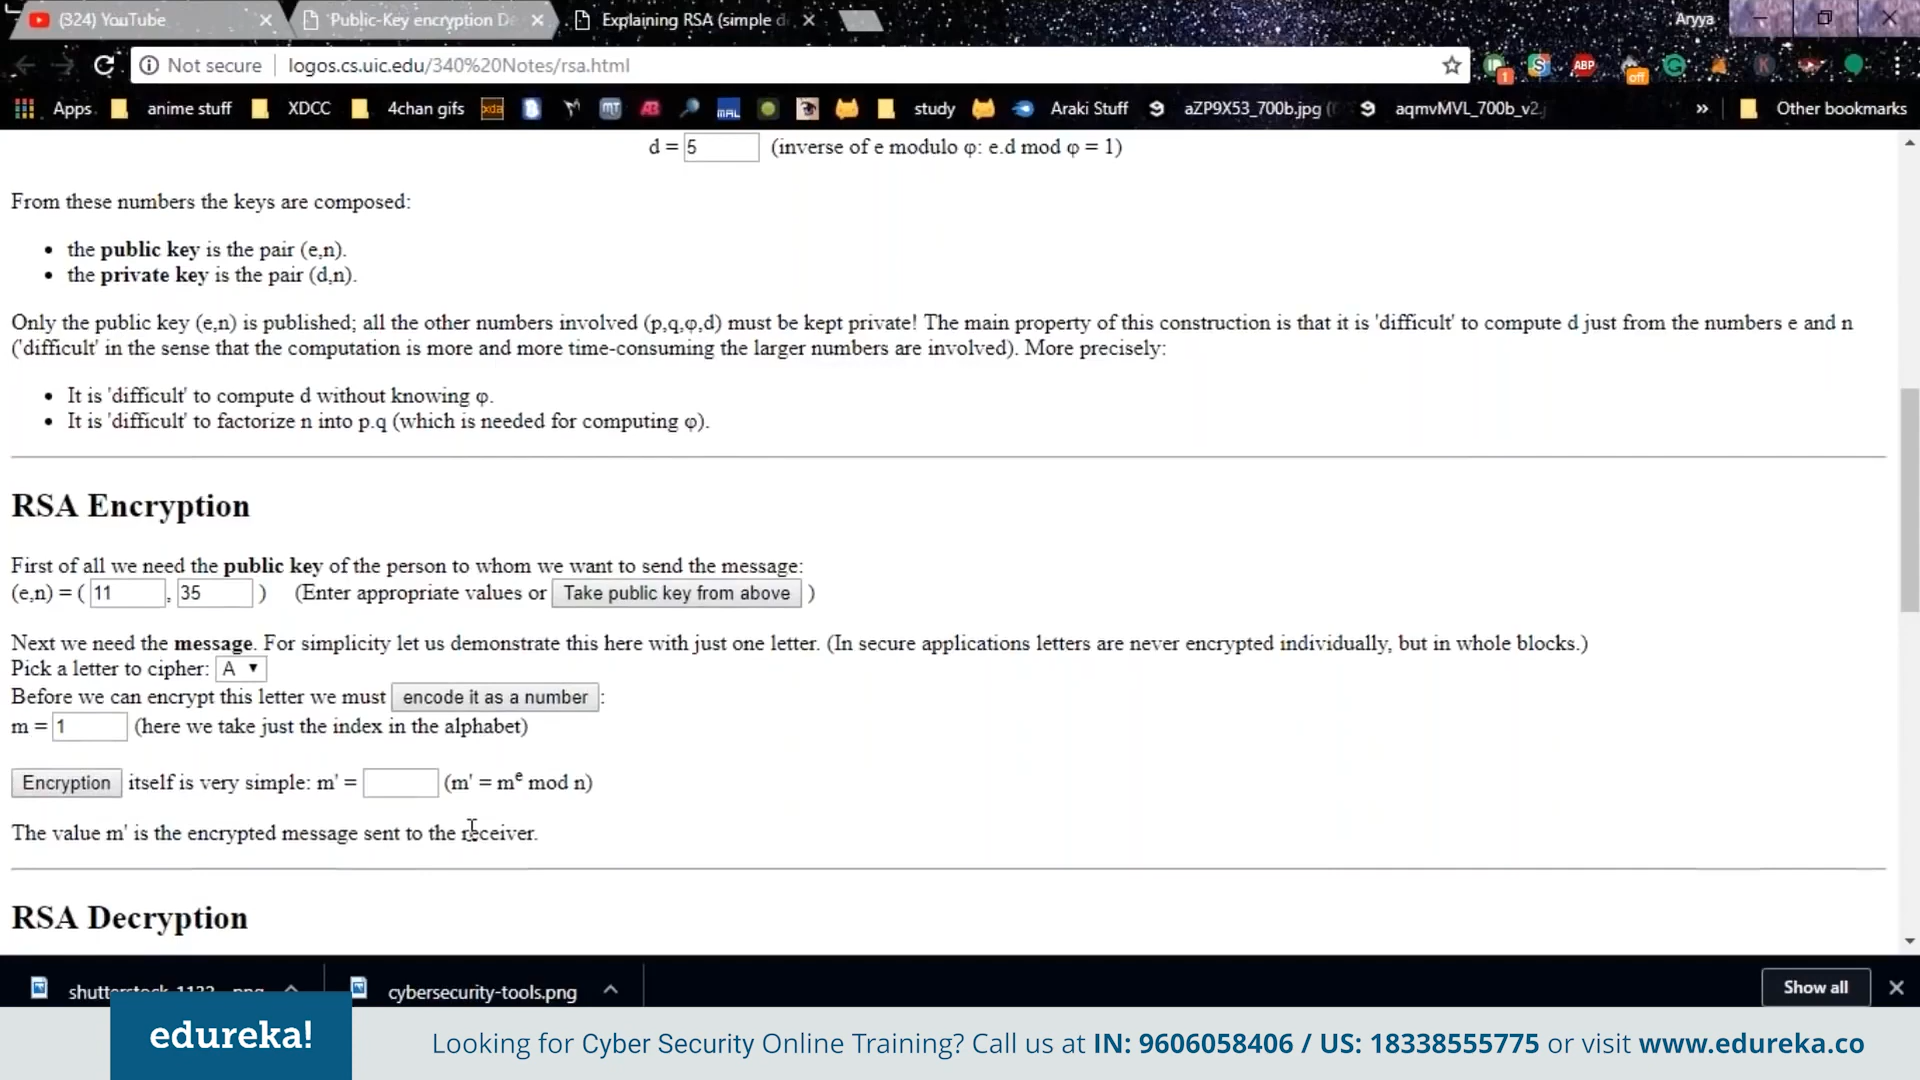 (324) YouTube
Public-Key encryption De
Explaining RSA (simple d
Aryya
Not secure
logos.cs.uic.edu/340%20Notes/rsa.html
1
ABP
off
Apps
anime stuff
XDCC
4chan gifs
xda
MT
AB
MAL
study
Araki Stuff
aZP9X53_700b.jpg (
aqmvMVL_700b_v2.j
»
Other bookmarks
d = 5 (inverse of e modulo φ: e.d mod φ = 1)
From these numbers the keys are composed:
• the public key is the pair (e,n).
• the private key is the pair (d,n).
Only the public key (e,n) is published; all the other numbers involved (p,q,φ,d) must be kept private! The main property of this construction is that it is 'difficult' to compute d just from the numbers e and n
('difficult' in the sense that the computation is more and more time-consuming the larger numbers are involved). More precisely:
• It is 'difficult' to compute d without knowing φ.
• It is 'difficult' to factorize n into p.q (which is needed for computing φ).
RSA Encryption
First of all we need the public key of the person to whom we want to send the message:
(e,n) = ( 11 , 35 ) (Enter appropriate values or Take public key from above )
Next we need the message. For simplicity let us demonstrate this here with just one letter. (In secure applications letters are never encrypted individually, but in whole blocks.)
Pick a letter to cipher: A
Before we can encrypt this letter we must encode it as a number :
m = 1 (here we take just the index in the alphabet)
Encryption itself is very simple: m' = (m' = mᵉ mod n)
The value m' is the encrypted message sent to the receiver.
RSA Decryption
cybersecurity-tools.png
Show all
edureka!
Looking for Cyber Security Online Training? Call us at IN: 9606058406 / US: 18338555775 or visit www.edureka.co